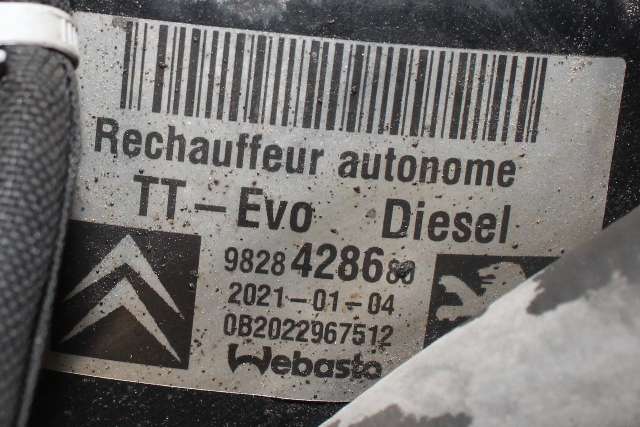 Rechauffeur autonome
TT-Evo Diesel
9828428680
2021-01-04
0B2022967512
Webasto